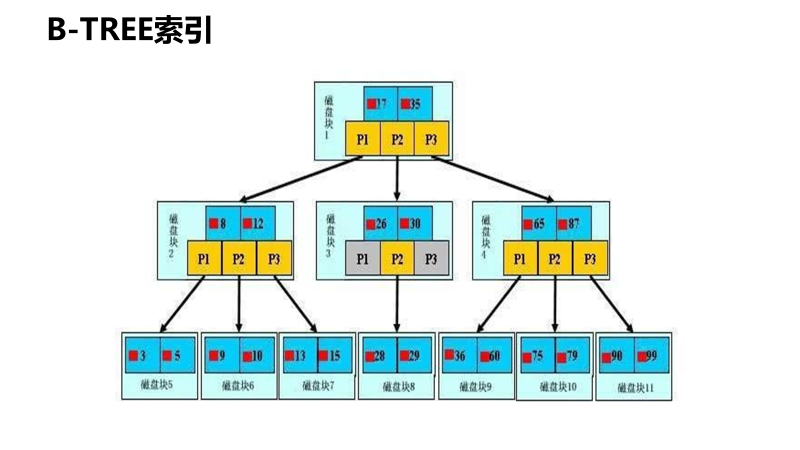 B-TREE索引
磁盘块1
17 35
P1 P2 P3
磁盘块2
8 12
P1 P2 P3
磁盘块3
26 30
P1 P2 P3
磁盘块4
65 87
P1 P2 P3
3 5
磁盘块5
9 10
磁盘块6
13 15
磁盘块7
28 29
磁盘块8
36 60
磁盘块9
75 79
磁盘块10
90 99
磁盘块11